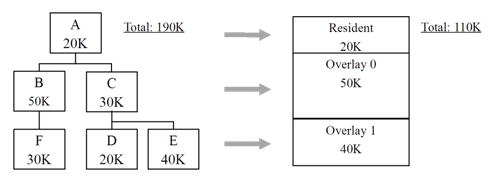 A
20K
Total: 190K
B
50K
C
30K
F
30K
D
20K
E
40K
Resident
20K
Total: 110K
Overlay 0
50K
Overlay 1
40K